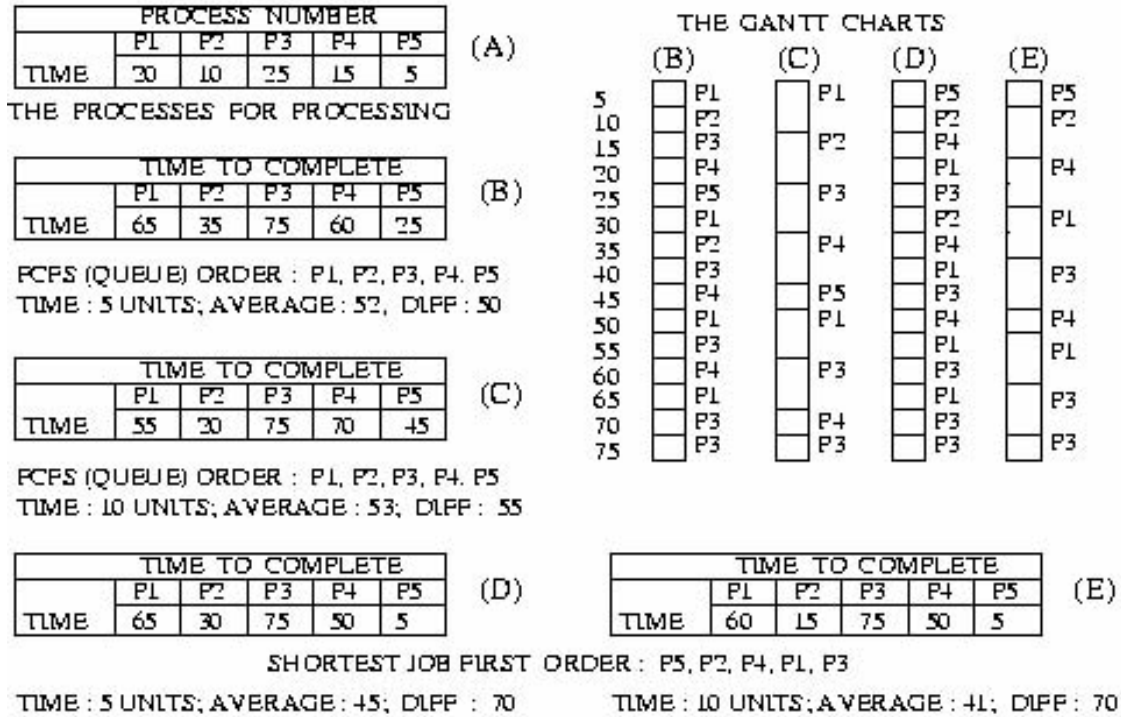 PROCESS NUMBER
P1 P2 P3 P4 P5
TIME 20 10 25 15 5
(A)
THE PROCESSES FOR PROCESSING
TIME TO COMPLETE
P1 P2 P3 P4 P5
TIME 65 35 75 60 25
(B)
FCFS (QUEUE) ORDER : P1, P2, P3, P4. P5
TIME : 5 UNITS; AVERAGE : 52, DIFF : 50
TIME TO COMPLETE
P1 P2 P3 P4 P5
TIME 55 20 75 70 45
(C)
FCFS (QUEUE) ORDER : P1, P2, P3, P4. P5
TIME : 10 UNITS; AVERAGE : 53; DIFF : 55
THE GANTT CHARTS
(B) (C) (D) (E)
5 P1 P1 P5 P5
10 P2 P2 P2
15 P3 P2 P4
20 P4 P1 P4
25 P5 P3 P3
30 P1 P2 P1
35 P2 P4 P4
40 P3 P1 P3
45 P4 P5 P3
50 P1 P1 P4 P4
55 P3 P1 P1
60 P4 P3 P3
65 P1 P1 P3
70 P3 P4 P3
75 P3 P3 P3 P3
TIME TO COMPLETE
P1 P2 P3 P4 P5
TIME 65 30 75 50 5
(D)
TIME TO COMPLETE
P1 P2 P3 P4 P5
TIME 60 15 75 50 5
(E)
SHORTEST JOB FIRST ORDER : P5, P2, P4, P1, P3
TIME : 5 UNITS; AVERAGE : 45; DIFF : 70
TIME : 10 UNITS; AVERAGE : 41; DIFF : 70